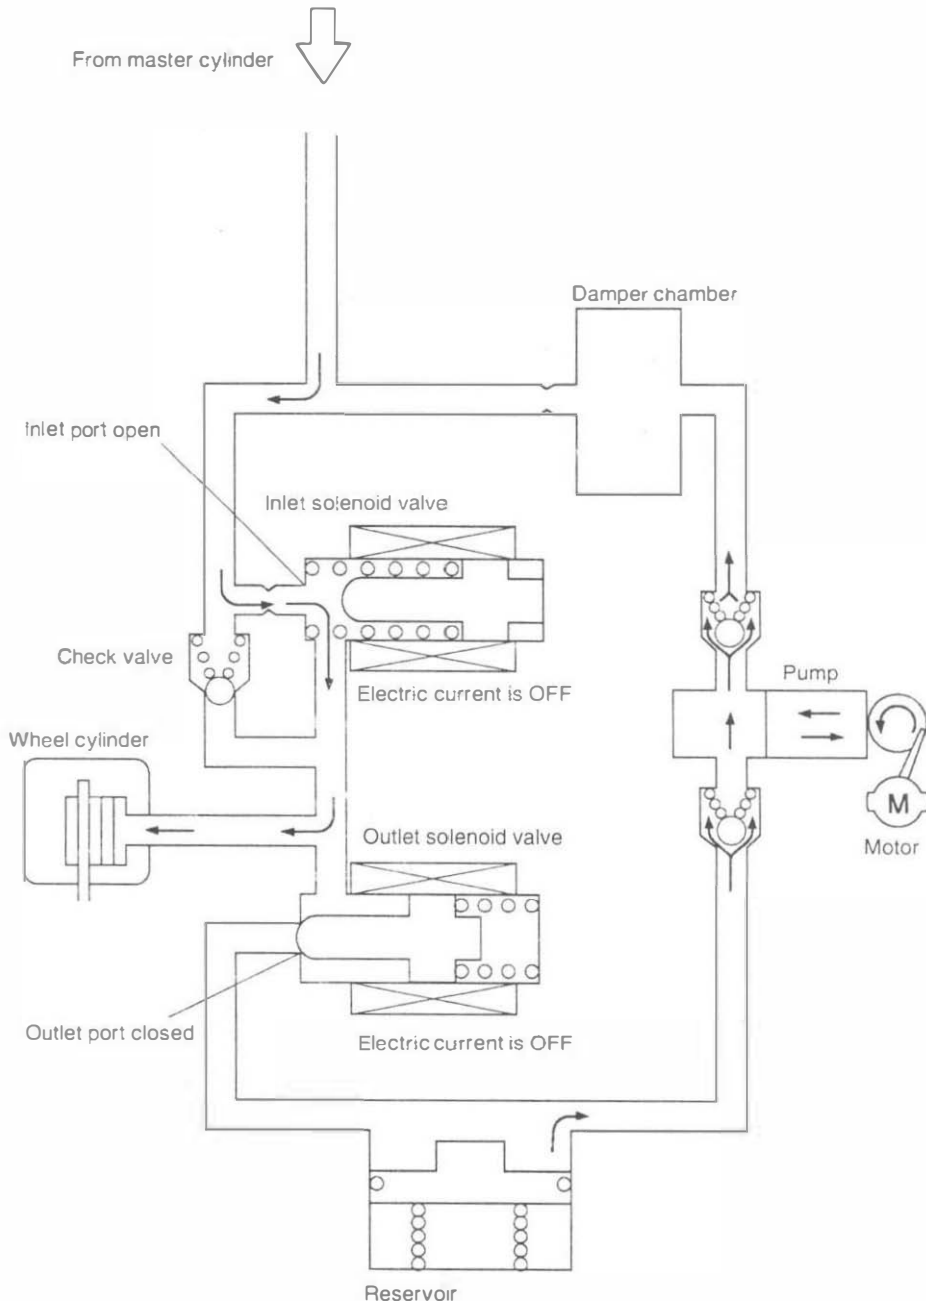 From master cylinder
Damper chamber
Inlet port open
Inlet solenoid valve
Check valve
Electric current is OFF
Pump
Wheel cylinder
Outlet solenoid valve
M
Motor
Outlet port closed
Electric current is OFF
Reservoir